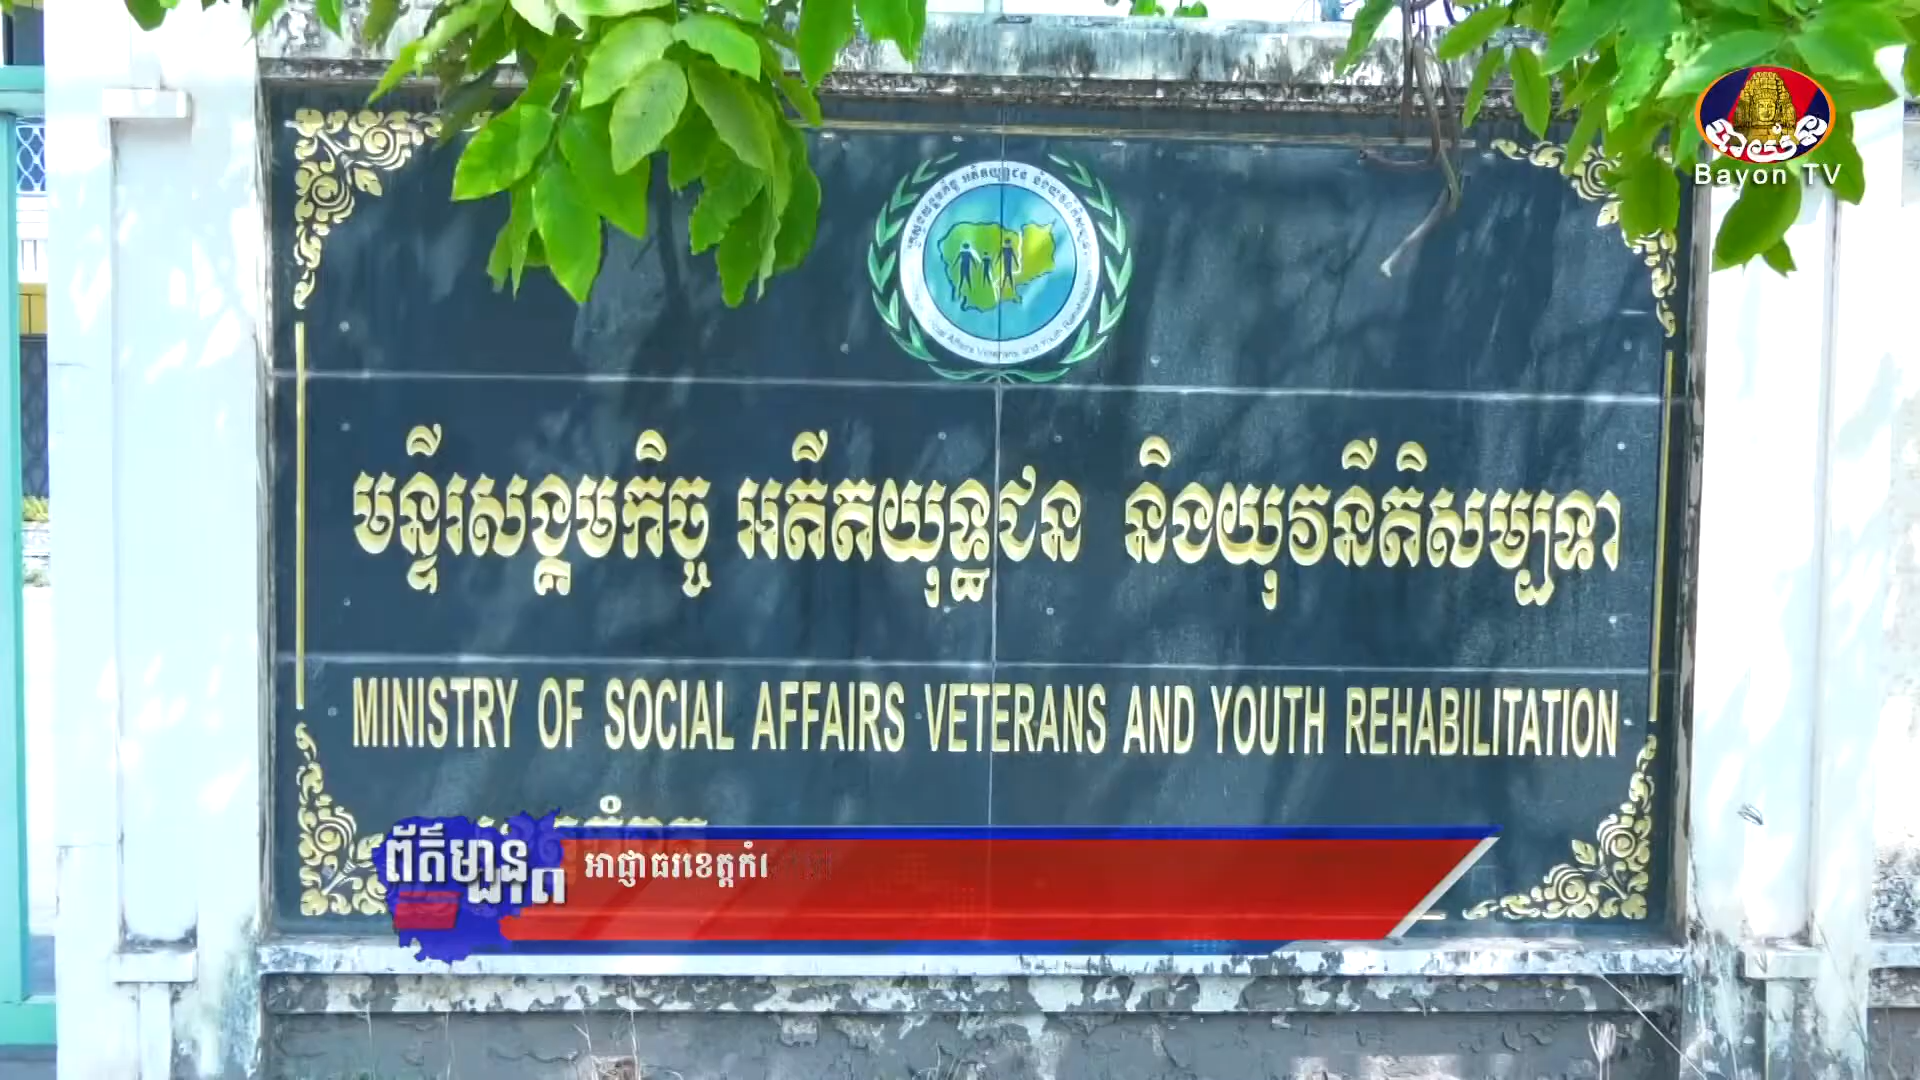 Bayon TV
មន្ទីរសង្គមកិច្ច អតីតយុទ្ធជន និងយុវនីតិសម្បទា
MINISTRY OF SOCIAL AFFAIRS VETERANS AND YOUTH REHABILITATION
ព័ត៌មាន
អាជ្ញាធរខេត្តកំ